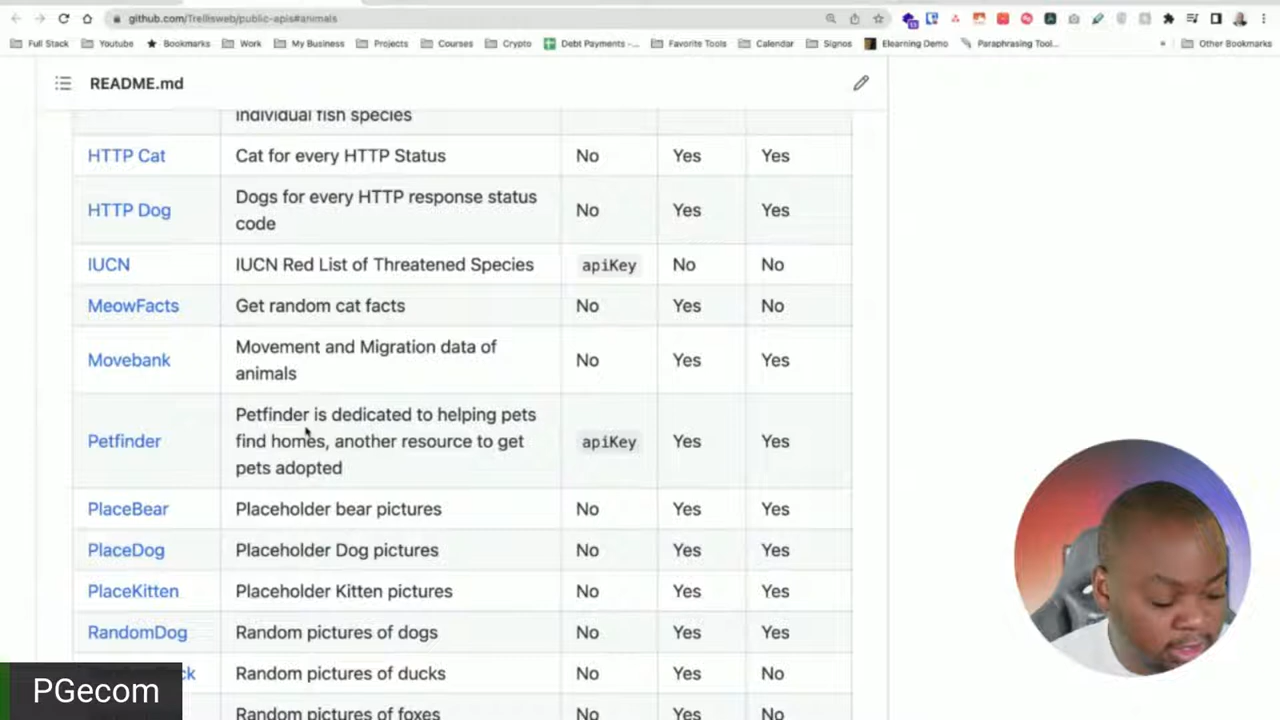 github.com/Trellisweb/public-apis#animals
Full Stack Youtube Bookmarks Work My Business Projects Courses Crypto Debt Payments -... Favorite Tools Calendar Signos Elearning Demo Paraphrasing Tool... » Other Bookmarks
README.md
individual fish species
HTTP Cat Cat for every HTTP Status No Yes Yes
HTTP Dog Dogs for every HTTP response status
code No Yes Yes
IUCN IUCN Red List of Threatened Species apiKey No No
MeowFacts Get random cat facts No Yes No
Movebank Movement and Migration data of
animals No Yes Yes
Petfinder Petfinder is dedicated to helping pets
find homes, another resource to get
pets adopted apiKey Yes Yes
PlaceBear Placeholder bear pictures No Yes Yes
PlaceDog Placeholder Dog pictures No Yes Yes
PlaceKitten Placeholder Kitten pictures No Yes Yes
RandomDog Random pictures of dogs No Yes Yes
ck Random pictures of ducks No Yes No
Random pictures of foxes No Yes No
PGecom